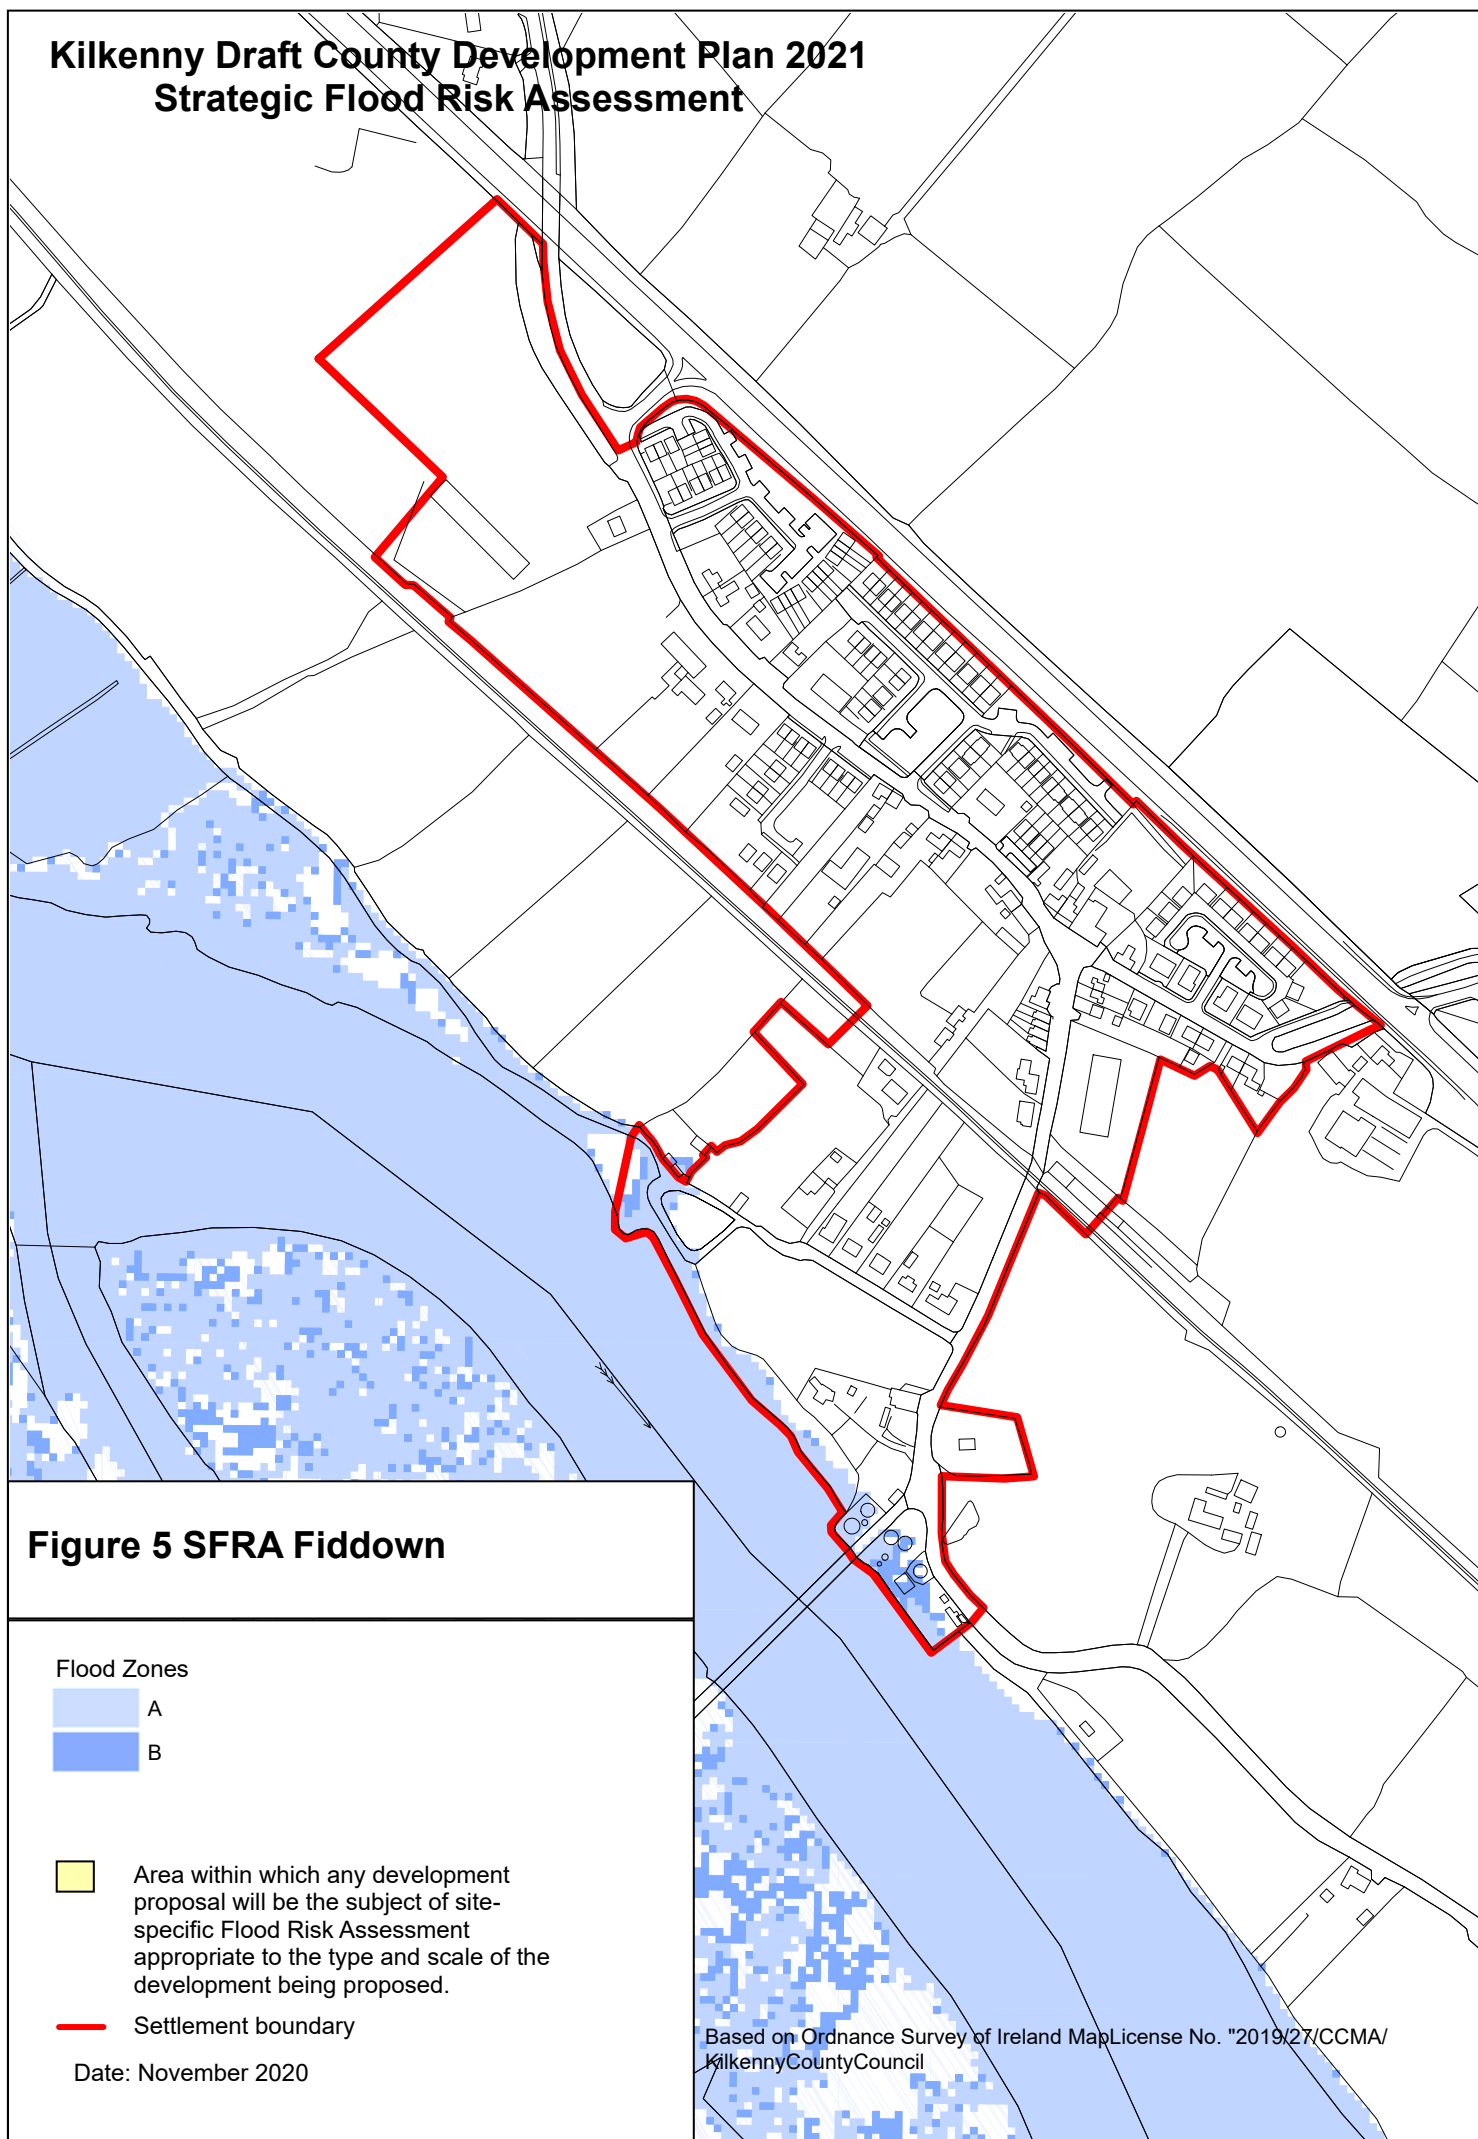 Kilkenny Draft County Development Plan 2021
Strategic Flood Risk Assessment
Figure 5 SFRA Fiddown
Flood Zones
A
B
Area within which any development
proposal will be the subject of site-
specific Flood Risk Assessment
appropriate to the type and scale of the
development being proposed.
Settlement boundary
Date: November 2020
Based on Ordnance Survey of Ireland MapLicense No. "2019/27/CCMA/
KilkennyCountyCouncil